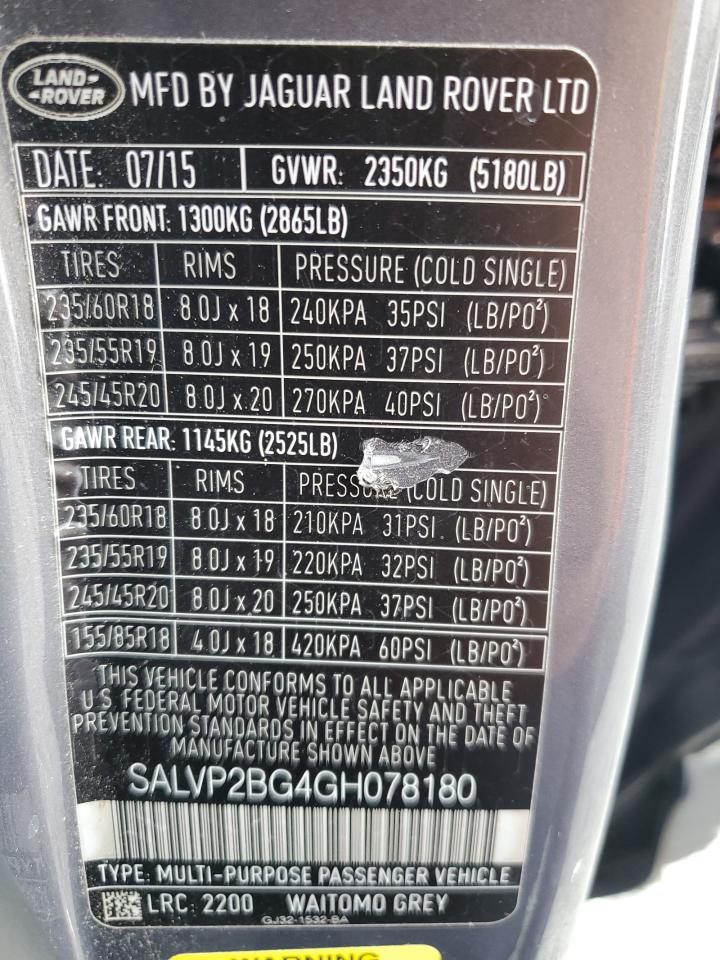 LAND-
-ROVER
MFD BY JAGUAR LAND ROVER LTD
DATE: 07/15 GVWR: 2350KG (5180LB)
GAWR FRONT: 1300KG (2865LB)
TIRES RIMS PRESSURE (COLD SINGLE)
235/60R18 8.0J x 18 240KPA 35PSI (LB/PO²)
235/55R19 8.0J x 19 250KPA 37PSI (LB/PO²)
245/45R20 8.0J x 20 270KPA 40PSI (LB/PO²)
GAWR REAR: 1145KG (2525LB)
TIRES RIMS PRESSURE (COLD SINGLE)
235/60R18 8.0J x 18 210KPA 31PSI (LB/PO²)
235/55R19 8.0J x 19 220KPA 32PSI (LB/PO²)
245/45R20 8.0J x 20 250KPA 37PSI (LB/PO²)
155/85R18 4.0J x 18 420KPA 60PSI (LB/PO²)
THIS VEHICLE CONFORMS TO ALL APPLICABLE
U S FEDERAL MOTOR VEHICLE SAFETY AND THEFT
PREVENTION STANDARDS IN EFFECT ON THE DATE OF
MANUFACTURE SHOWN ABOVE
SALVP2BG4GH078180
TYPE: MULTI-PURPOSE PASSENGER VEHICLE
LRC: 2200 WAITOMO GREY
GJ32-1532-BA
WARNING